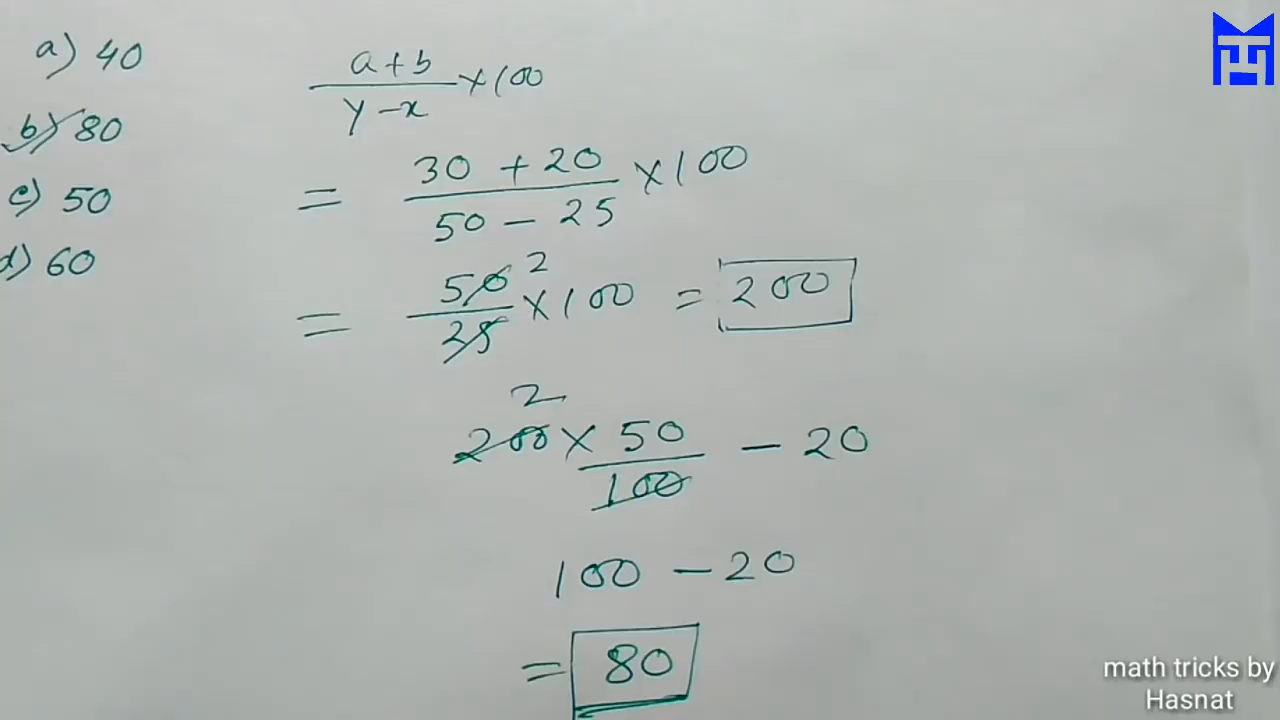 a) 40
b) 80
c) 50
d) 60
a + b / y - x × 100
= 30 + 20 / 50 - 25 × 100
= 50 2 / 25 × 100 = 200
2
200 × 50 / 100 - 20
100 - 20
= 80
math tricks by
Hasnat